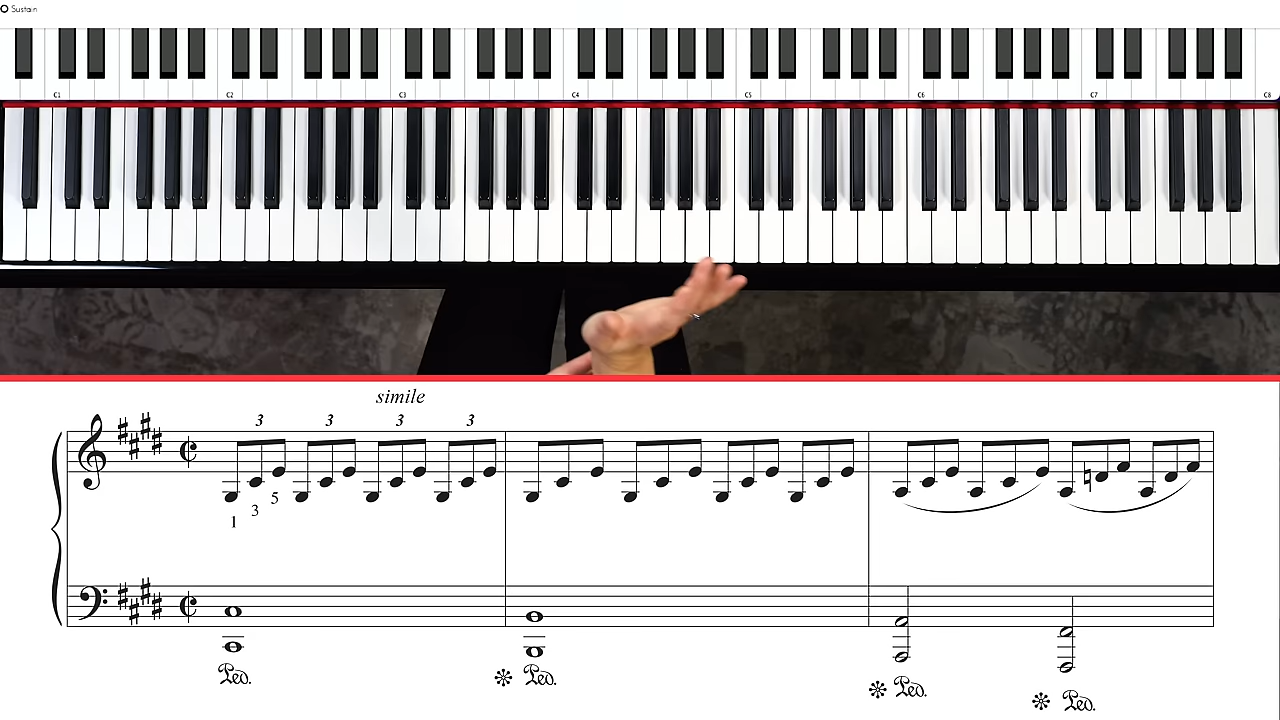 Sustain
C1 C2 C3 C4 C5 C6 C7 C8
simile
3 3 3 3
5
3
1
Ped. Ped. Ped. Ped.